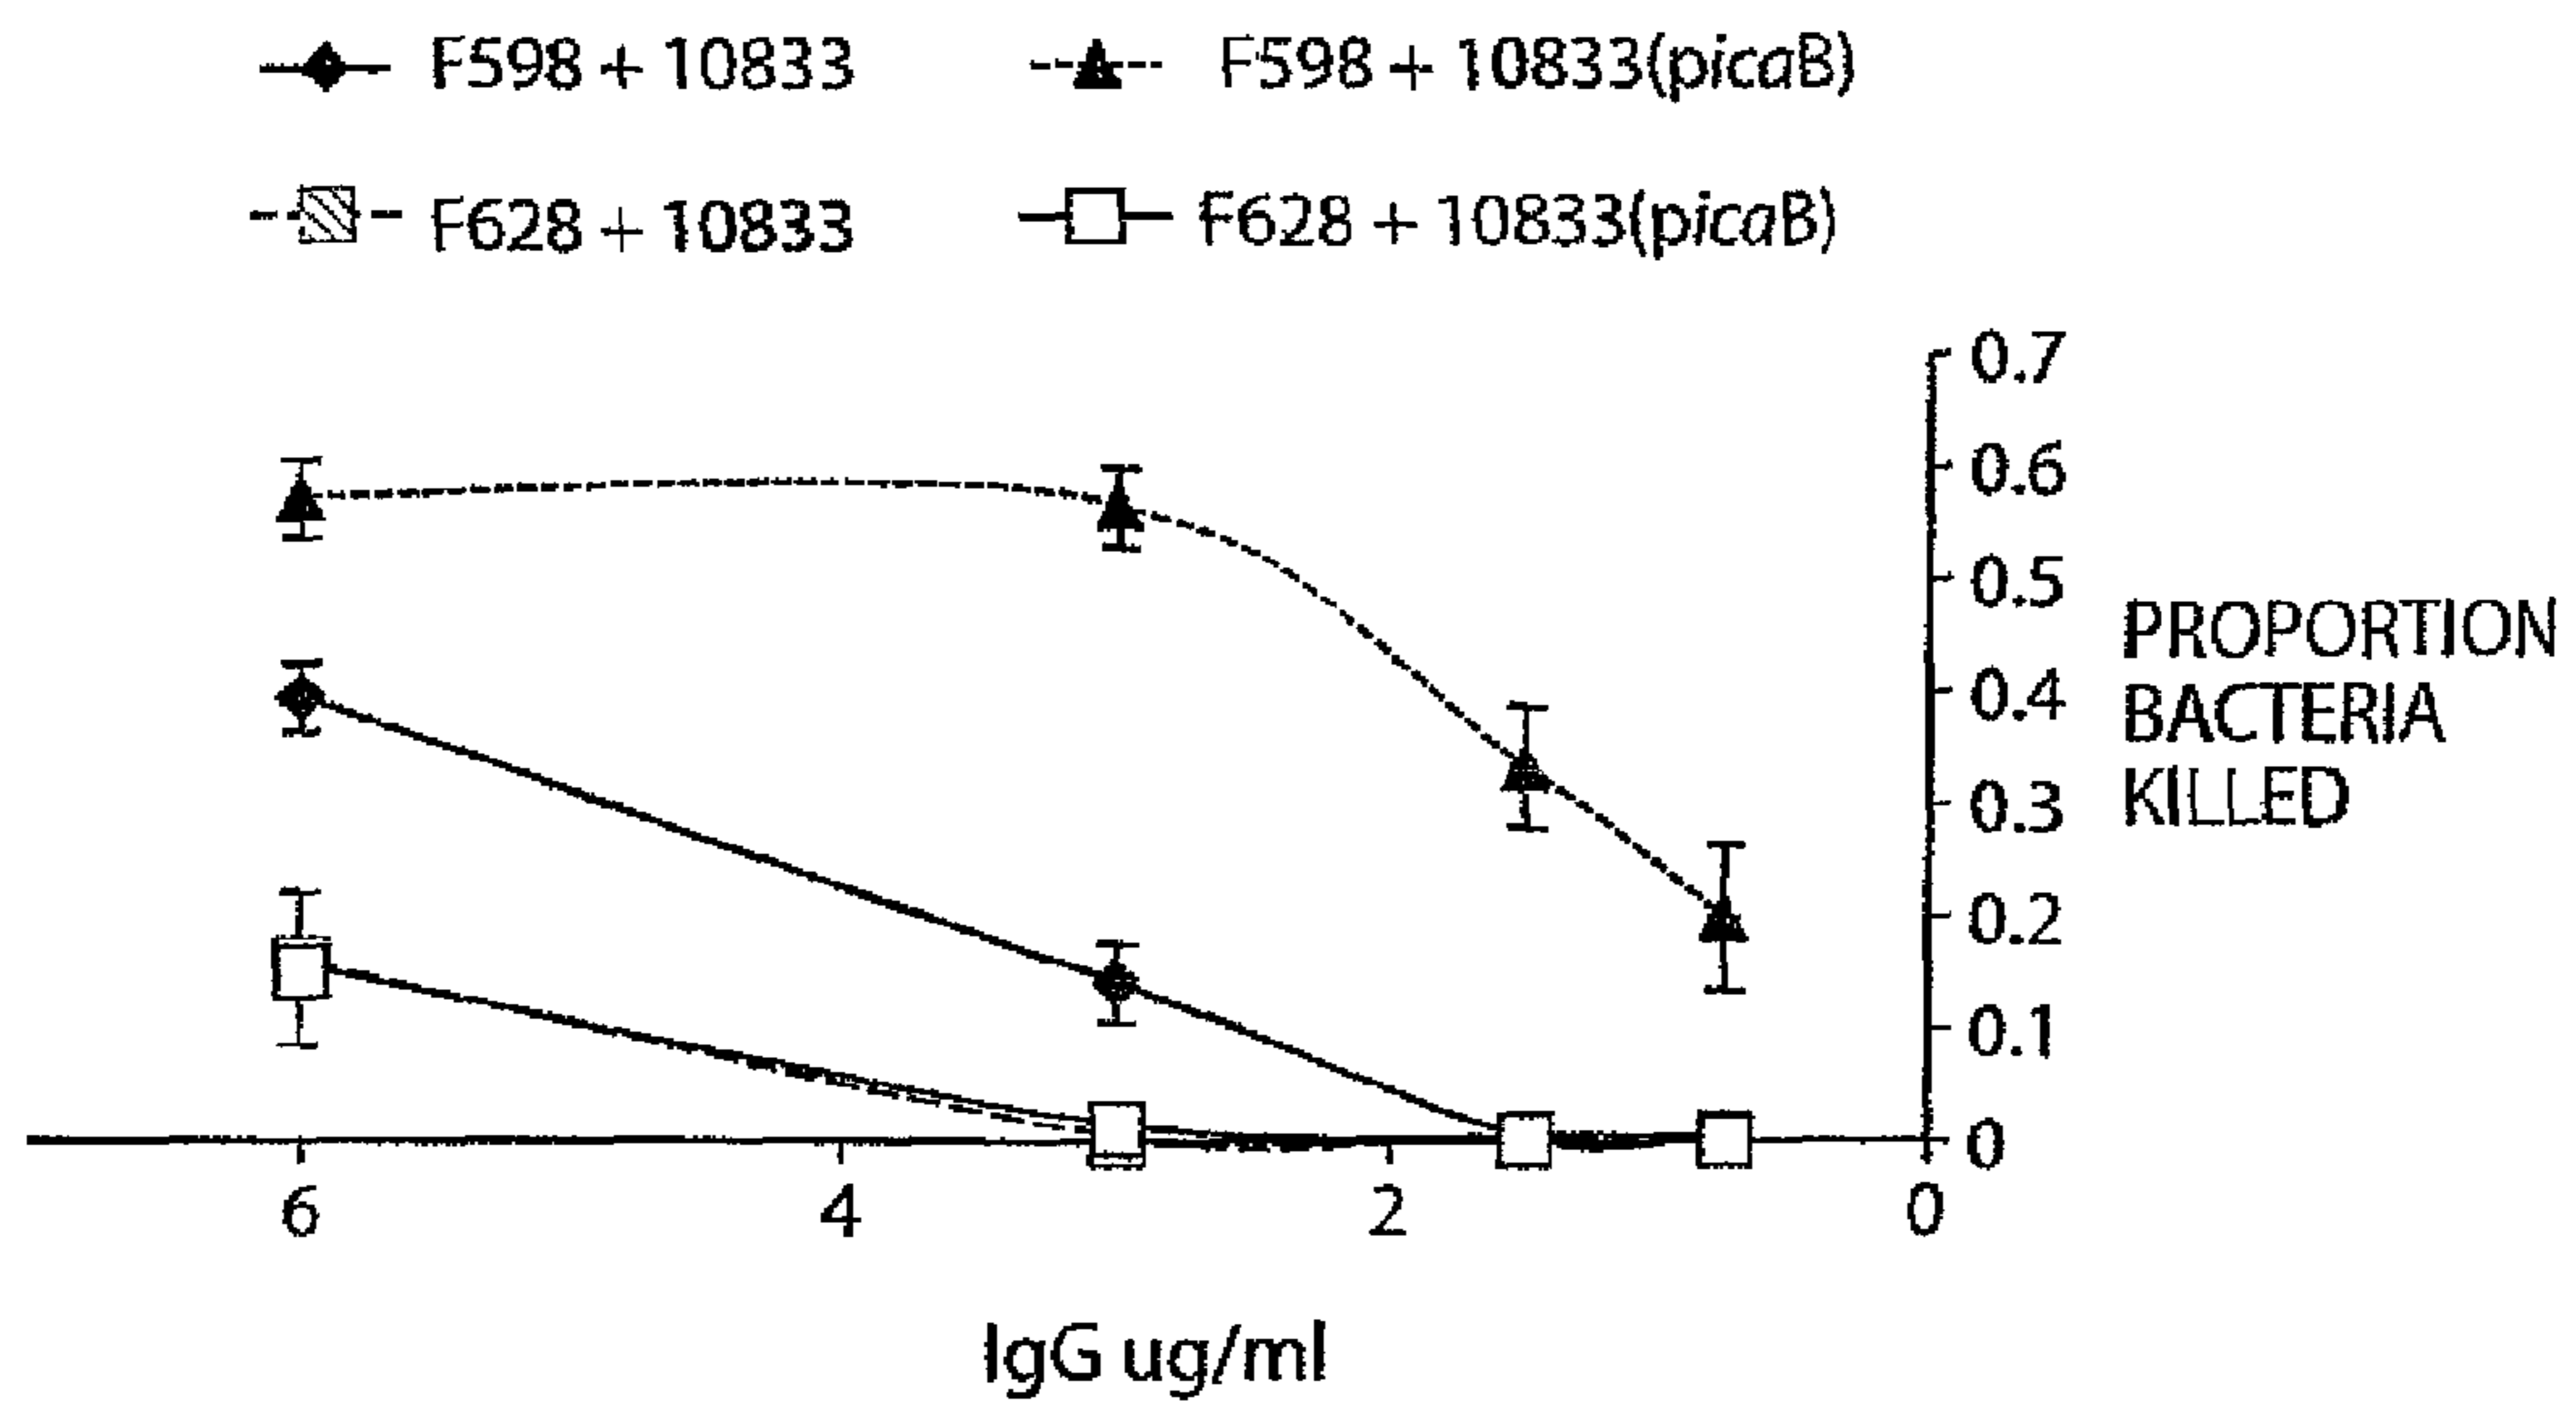 F598 + 10833
F598 + 10833(picaB)
F628 + 10833
F628 + 10833(picaB)
0.7
0.6
0.5
0.4
0.3
0.2
0.1
0
PROPORTION
BACTERIA
KILLED
6 4 2 0
IgG ug/ml